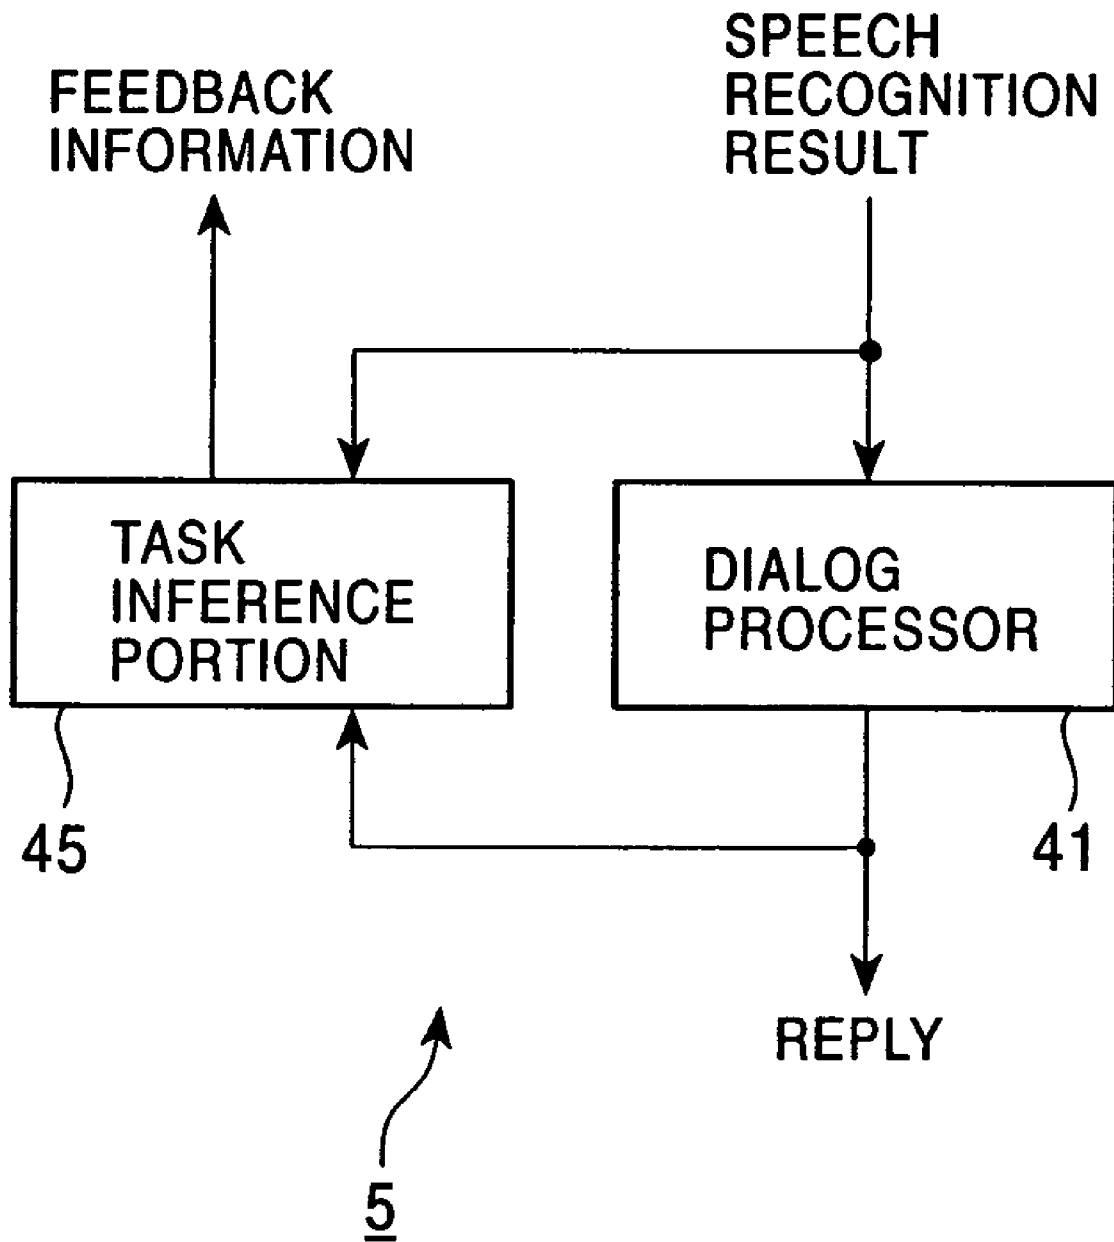 FEEDBACK
INFORMATION
SPEECH
RECOGNITION
RESULT
TASK
INFERENCE
PORTION
DIALOG
PROCESSOR
45
41
REPLY
5